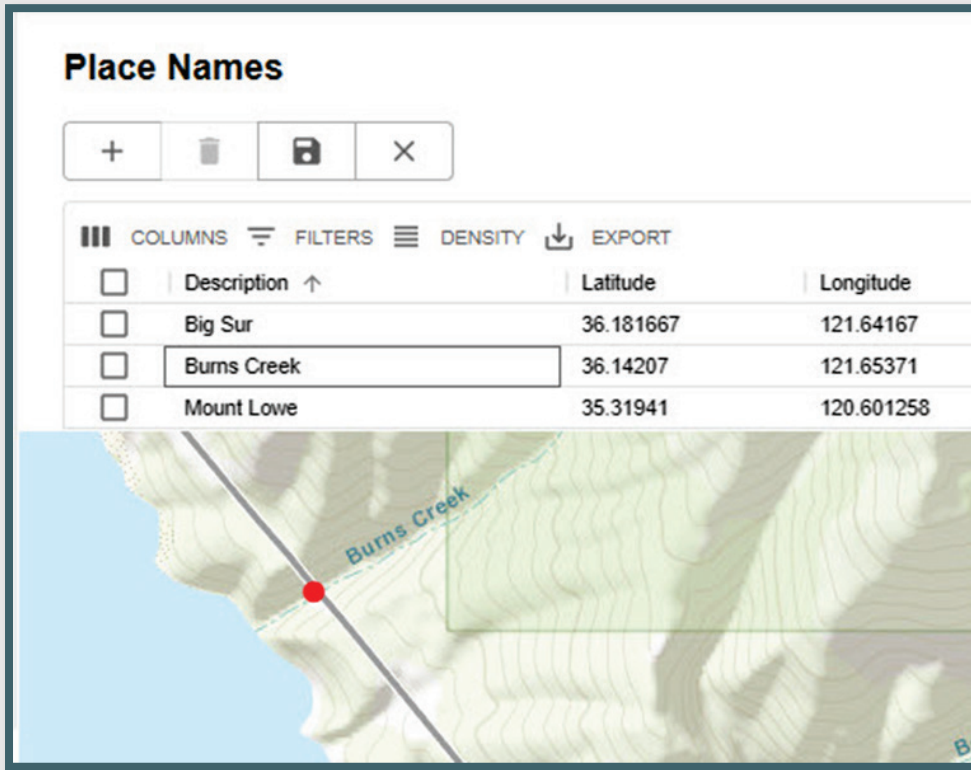 Place Names
COLUMNS FILTERS DENSITY EXPORT
Description Latitude Longitude
Big Sur 36.181667 121.64167
Burns Creek 36.14207 121.65371
Mount Lowe 35.31941 120.601258
Burns Creek